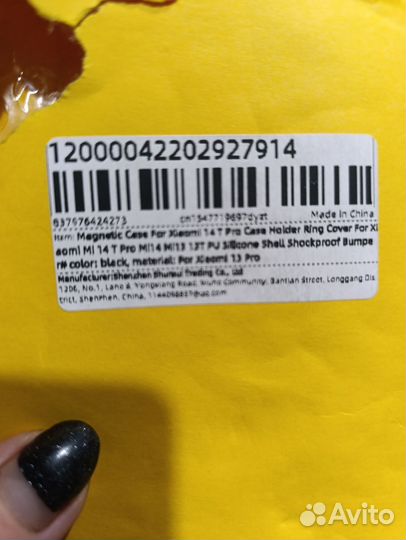 12000042202927914
637976424273 cn1547719697dyzt Made in China
Item: Magnetic Case For Xiaomi 14 T Pro Case Holder Ring Cover For Xi
aomi Mi 14 T Pro Mi14 Mi13 13T PU Silicone Shell Shockproof Bumpe
r# color: black, material: For Xiaomi 13 Pro
Manufacturer:Shenzhen Shumui Trading Co., Ltd
1206, No.1, Lane 8, Yongxiang Road, Community, Bantian Street, Longgang Dis
trict, Shenzhen, China,
Avito